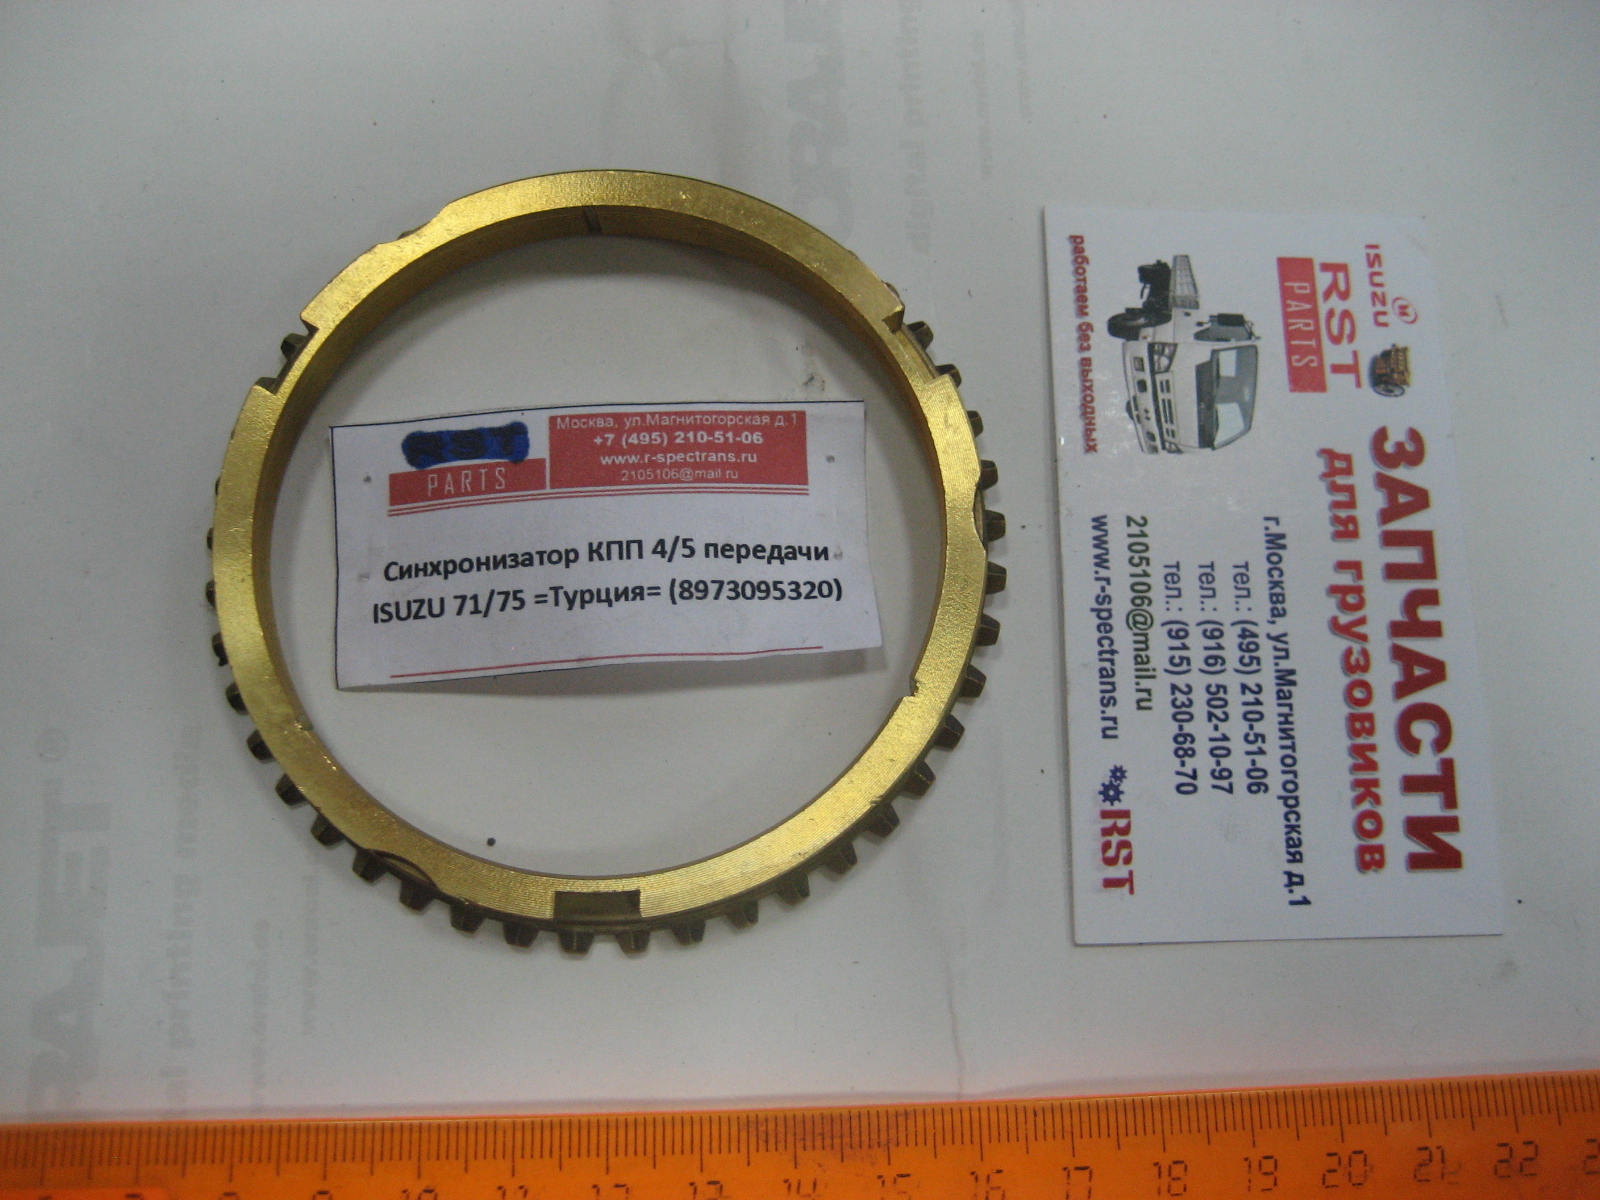 PARTS
Москва, ул.Магнитогорская д.1
+7 (495) 210-51-06
www.r-spectrans.ru
2105106@mail.ru
Синхронизатор КПП 4/5 передачи
ISUZU 71/75 =Турция= (8973095320)
ISUZU
RST
PARTS
работаем без выходных
ЗАПЧАСТИ
для грузовиков
г.Москва, ул.Магнитогорская д.1
тел.: (495) 210-51-06
тел.: (916) 502-10-97
тел.: (915) 230-68-70
2105106@mail.ru
www.r-spectrans.ru
RST
8 9 10 11 12 13 14 15 16 17 18 19 20 21 22